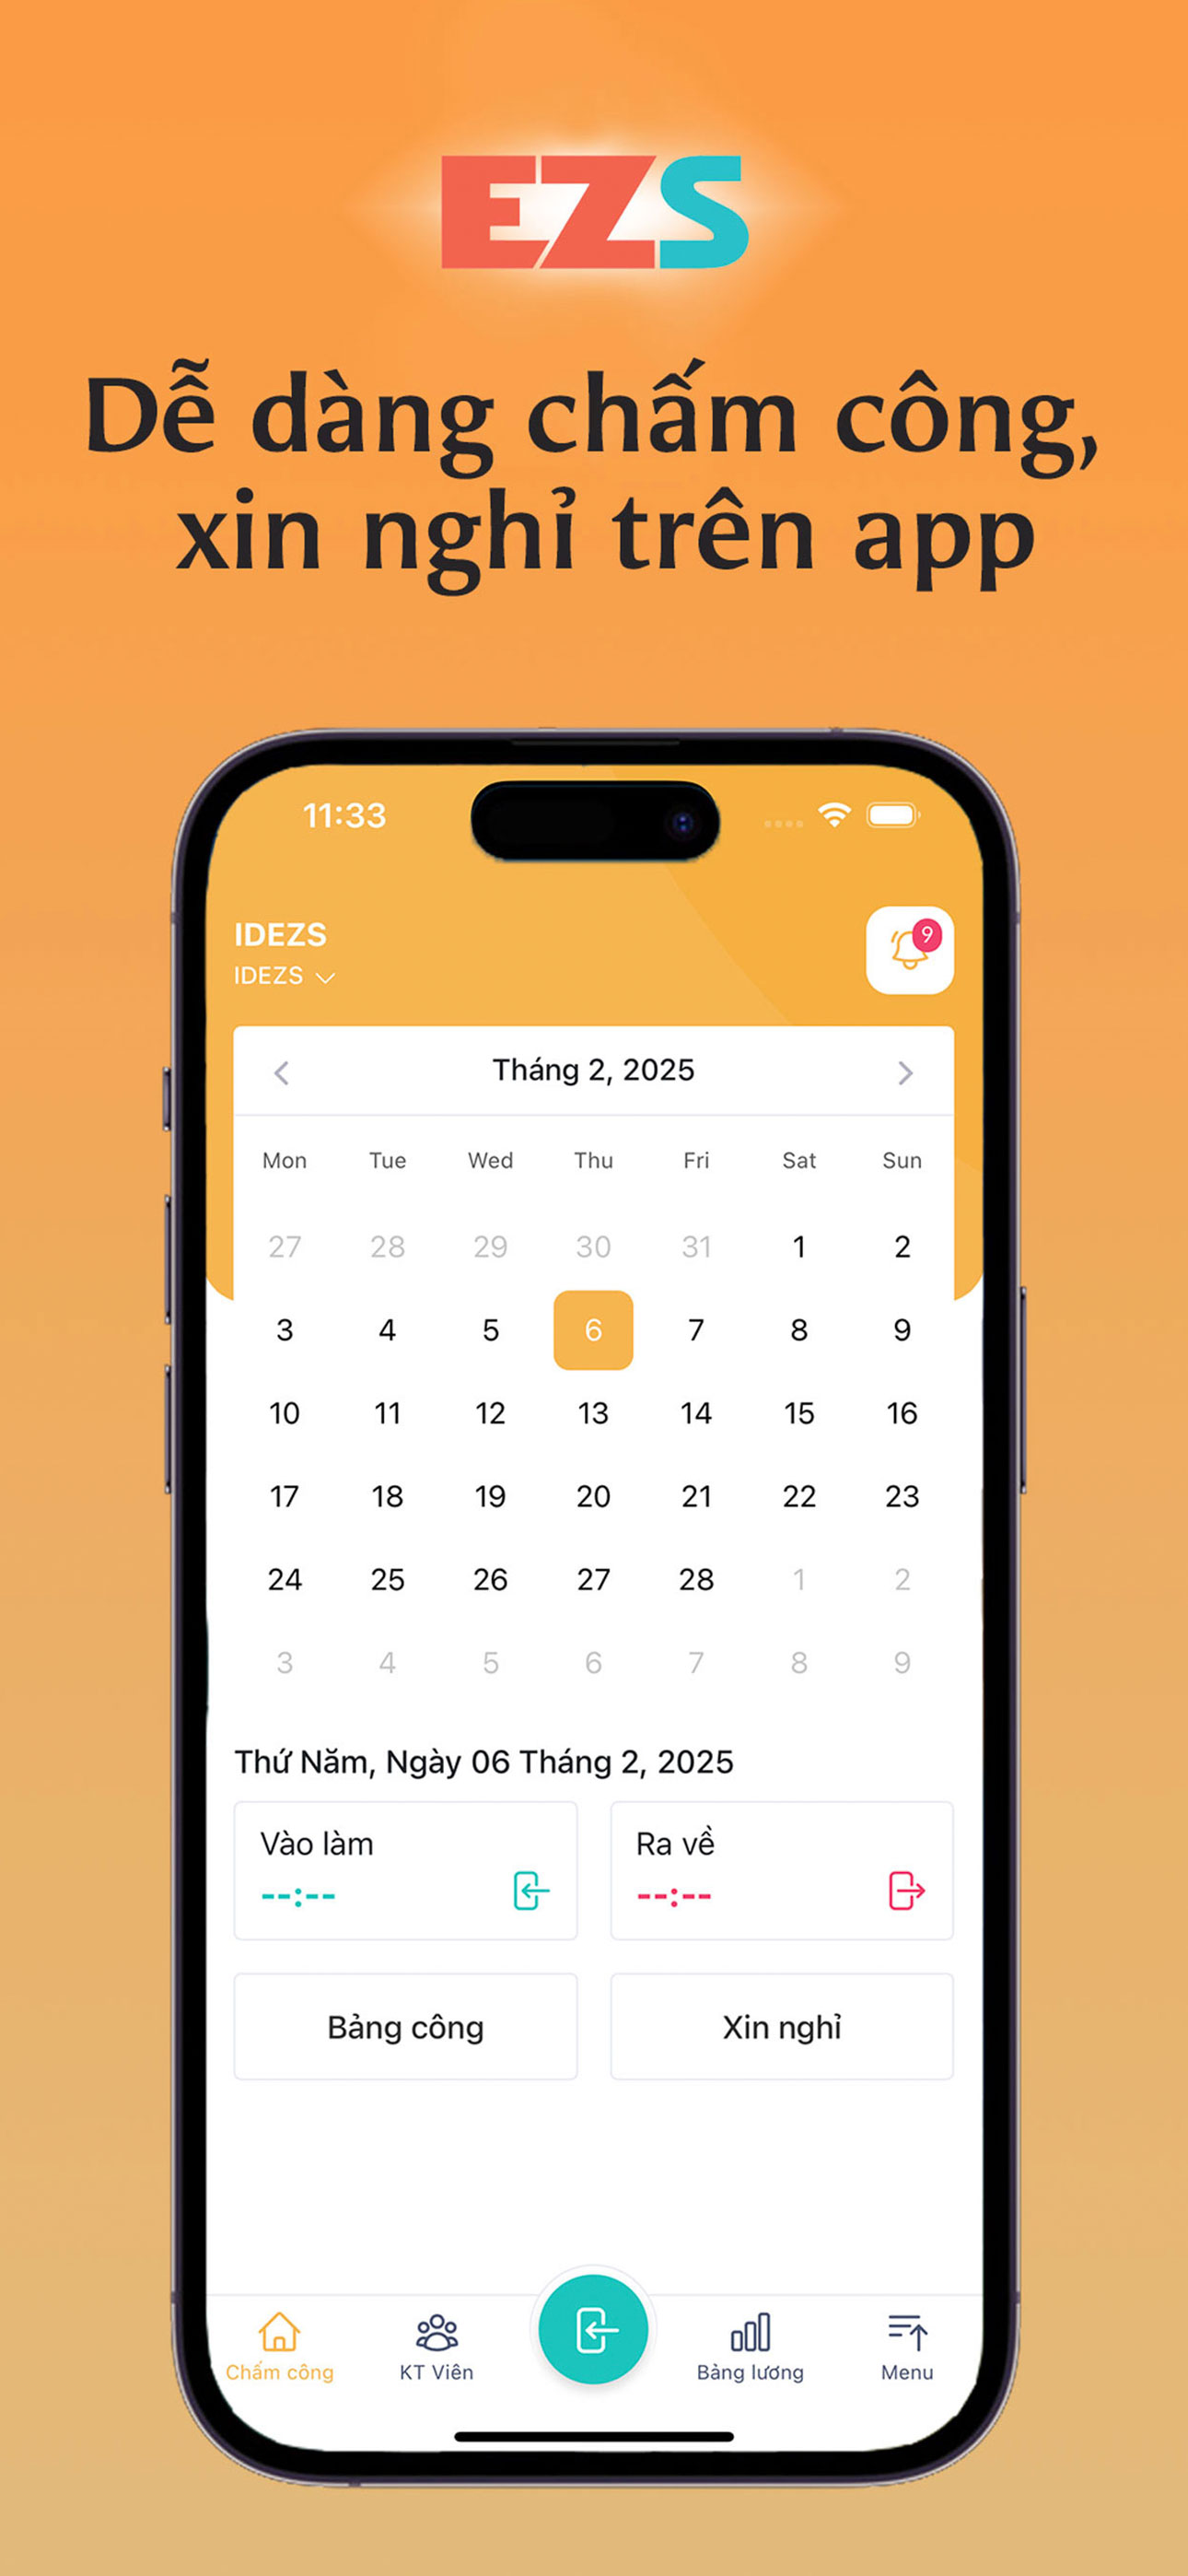 EZS
Dễ dàng chấm công,
xin nghỉ trên app
11:33
IDEZS
IDEZS
9
Tháng 2, 2025
Mon Tue Wed Thu Fri Sat Sun
27 28 29 30 31 1 2
3 4 5 6 7 8 9
10 11 12 13 14 15 16
17 18 19 20 21 22 23
24 25 26 27 28 1 2
3 4 5 6 7 8 9
Thứ Năm, Ngày 06 Tháng 2, 2025
Vào làm Ra về
--:-- --:--
Bảng công Xin nghỉ
Chấm công KT Viên Bảng lương Menu